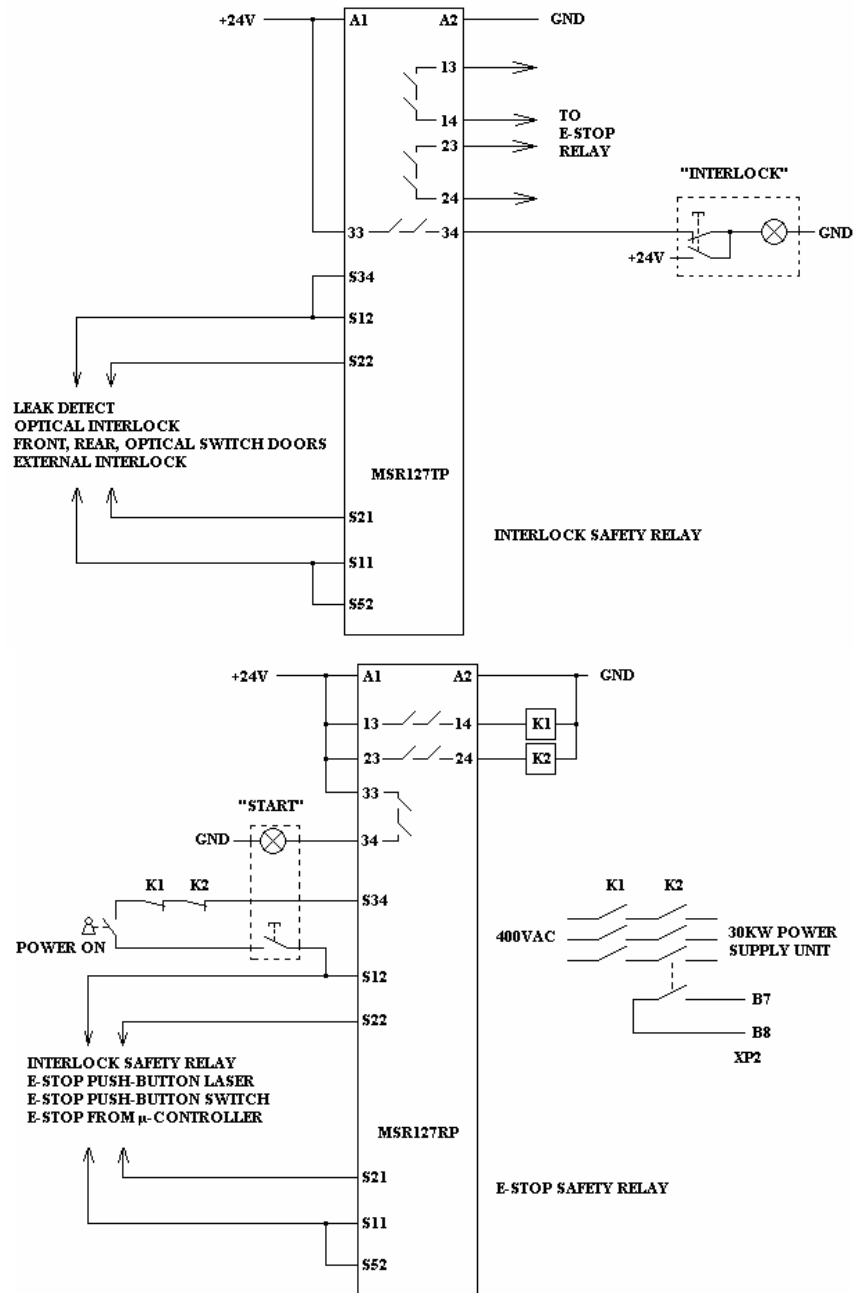 +24V
A1
A2
GND
13
14
TO
E-STOP
RELAY
23
24
"INTERLOCK"
33
34
GND
+24V
S34
S12
S22
LEAK DETECT
OPTICAL INTERLOCK
FRONT, REAR, OPTICAL SWITCH DOORS
EXTERNAL INTERLOCK
MSR127TP
S21
INTERLOCK SAFETY RELAY
S11
S52
+24V
A1
A2
GND
13
14
K1
23
24
K2
33
"START"
GND
34
K1
K2
S34
POWER ON
S12
S22
K1
K2
400VAC
30KW POWER
SUPPLY UNIT
B7
B8
XP2
INTERLOCK SAFETY RELAY
E-STOP PUSH-BUTTON LASER
E-STOP PUSH-BUTTON SWITCH
E-STOP FROM µ-CONTROLLER
MSR127RP
S21
E-STOP SAFETY RELAY
S11
S52